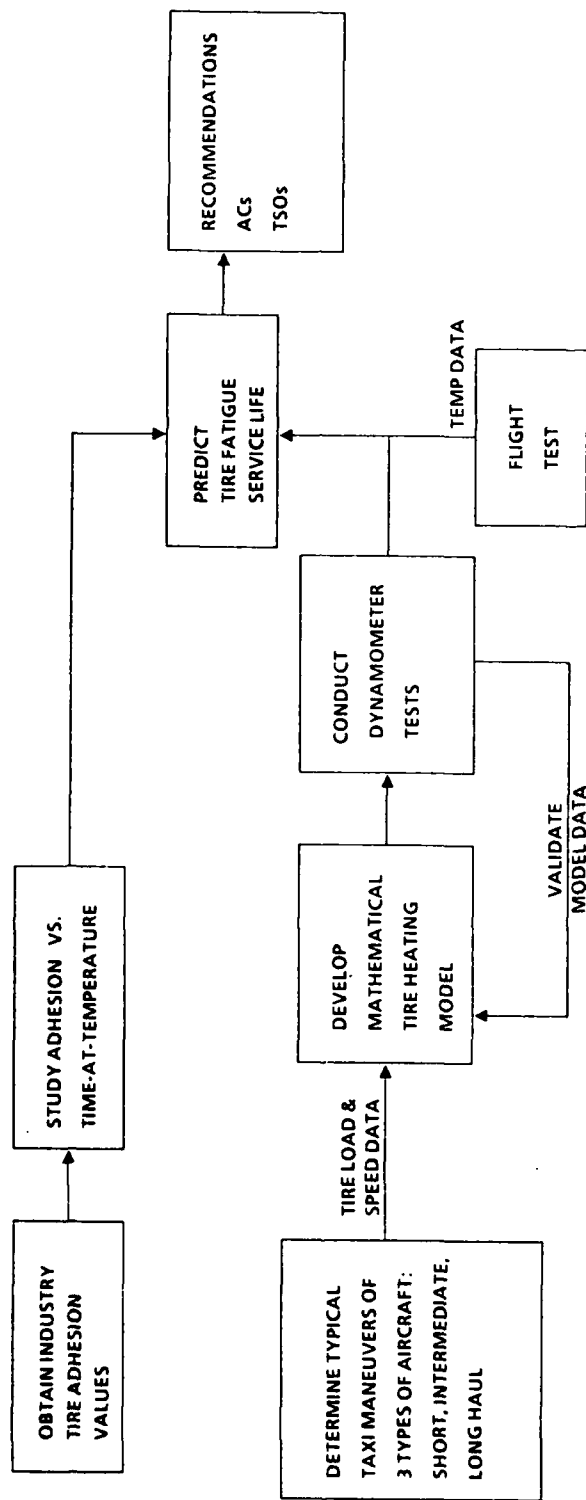 OBTAIN INDUSTRY
TIRE ADHESION
VALUES
STUDY ADHESION VS.
TIME-AT-TEMPERATURE
PREDICT
TIRE FATIGUE
SERVICE LIFE
RECOMMENDATIONS
ACs
TSOs
DETERMINE TYPICAL
TAXI MANEUVERS OF
3 TYPES OF AIRCRAFT:
SHORT, INTERMEDIATE,
LONG HAUL
TIRE LOAD &
SPEED DATA
DEVELOP
MATHEMATICAL
TIRE HEATING
MODEL
CONDUCT
DYNAMOMETER
TESTS
VALIDATE
MODEL DATA
TEMP DATA
FLIGHT
TEST